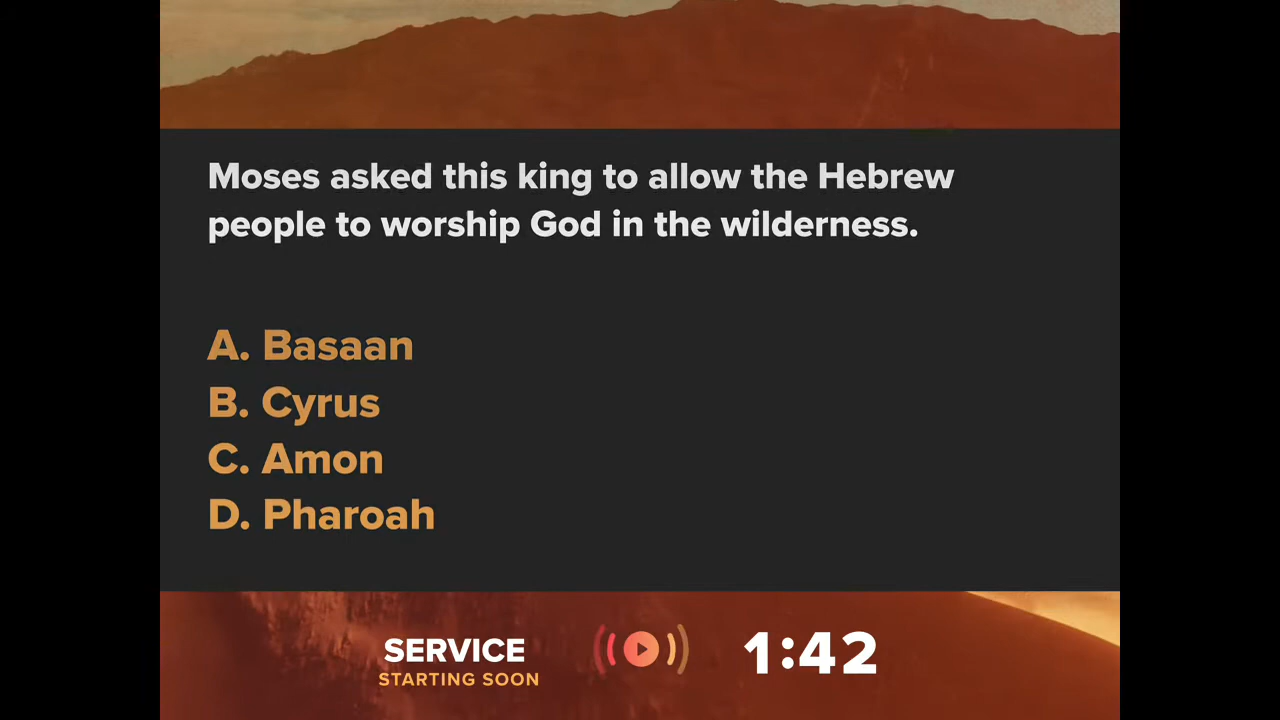 Moses asked this king to allow the Hebrew
people to worship God in the wilderness.
A. Basaan
B. Cyrus
C. Amon
D. Pharoah
SERVICE
STARTING SOON
1:42